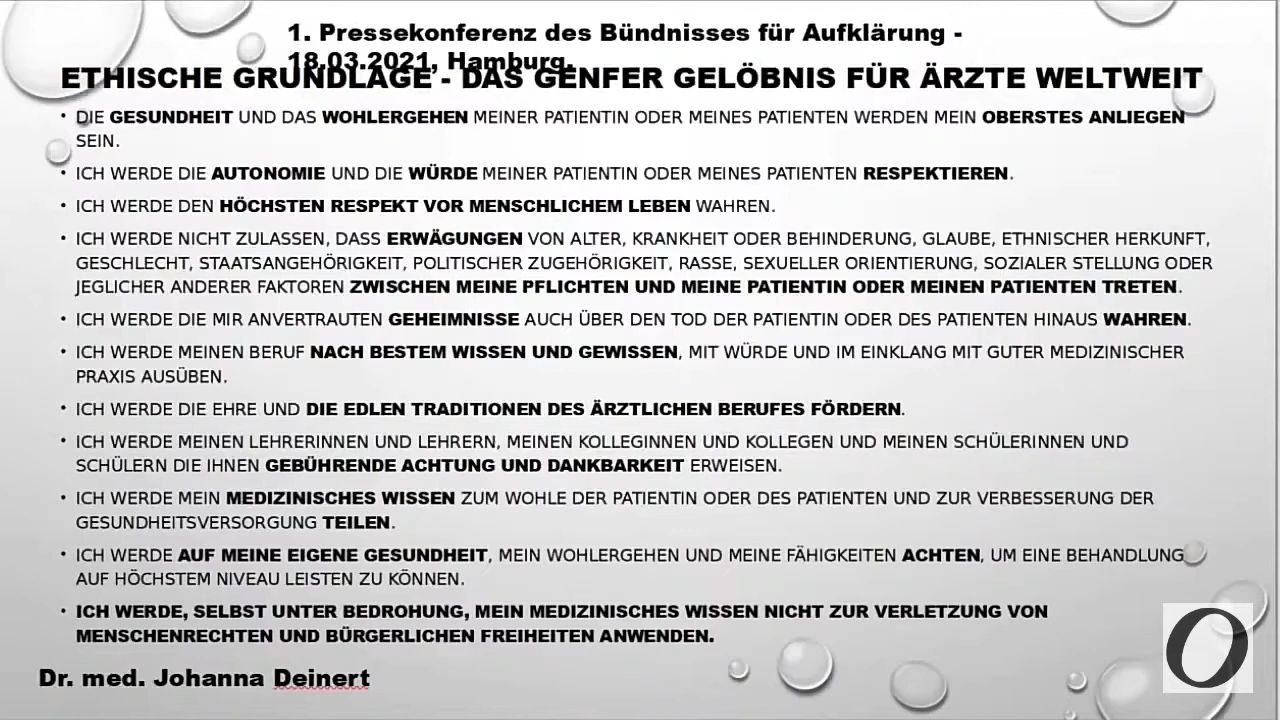 1. Pressekonferenz des Bündnisses für Aufklärung -
18.03.2021, Hamburg.
ETHISCHE GRUNDLAGE - DAS GENFER GELÖBNIS FÜR ÄRZTE WELTWEIT
• DIE GESUNDHEIT UND DAS WOHLERGEHEN MEINER PATIENTIN ODER MEINES PATIENTEN WERDEN MEIN OBERSTES ANLIEGEN
SEIN.
• ICH WERDE DIE AUTONOMIE UND DIE WÜRDE MEINER PATIENTIN ODER MEINES PATIENTEN RESPEKTIEREN.
• ICH WERDE DEN HÖCHSTEN RESPEKT VOR MENSCHLICHEM LEBEN WAHREN.
• ICH WERDE NICHT ZULASSEN, DASS ERWÄGUNGEN VON ALTER, KRANKHEIT ODER BEHINDERUNG, GLAUBE, ETHNISCHER HERKUNFT,
GESCHLECHT, STAATSANGEHÖRIGKEIT, POLITISCHER ZUGEHÖRIGKEIT, RASSE, SEXUELLER ORIENTIERUNG, SOZIALER STELLUNG ODER
JEGLICHER ANDERER FAKTOREN ZWISCHEN MEINE PFLICHTEN UND MEINE PATIENTIN ODER MEINEN PATIENTEN TRETEN.
• ICH WERDE DIE MIR ANVERTRAUTEN GEHEIMNISSE AUCH ÜBER DEN TOD DER PATIENTIN ODER DES PATIENTEN HINAUS WAHREN.
• ICH WERDE MEINEN BERUF NACH BESTEM WISSEN UND GEWISSEN, MIT WÜRDE UND IM EINKLANG MIT GUTER MEDIZINISCHER
PRAXIS AUSÜBEN.
• ICH WERDE DIE EHRE UND DIE EDLEN TRADITIONEN DES ÄRZTLICHEN BERUFES FÖRDERN.
• ICH WERDE MEINEN LEHRERINNEN UND LEHRERN, MEINEN KOLLEGINNEN UND KOLLEGEN UND MEINEN SCHÜLERINNEN UND
SCHÜLERN DIE IHNEN GEBÜHRENDE ACHTUNG UND DANKBARKEIT ERWEISEN.
• ICH WERDE MEIN MEDIZINISCHES WISSEN ZUM WOHLE DER PATIENTIN ODER DES PATIENTEN UND ZUR VERBESSERUNG DER
GESUNDHEITSVERSORGUNG TEILEN.
• ICH WERDE AUF MEINE EIGENE GESUNDHEIT, MEIN WOHLERGEHEN UND MEINE FÄHIGKEITEN ACHTEN, UM EINE BEHANDLUNG
AUF HÖCHSTEM NIVEAU LEISTEN ZU KÖNNEN.
• ICH WERDE, SELBST UNTER BEDROHUNG, MEIN MEDIZINISCHES WISSEN NICHT ZUR VERLETZUNG VON
MENSCHENRECHTEN UND BÜRGERLICHEN FREIHEITEN ANWENDEN.
Dr. med. Johanna Deinert
O